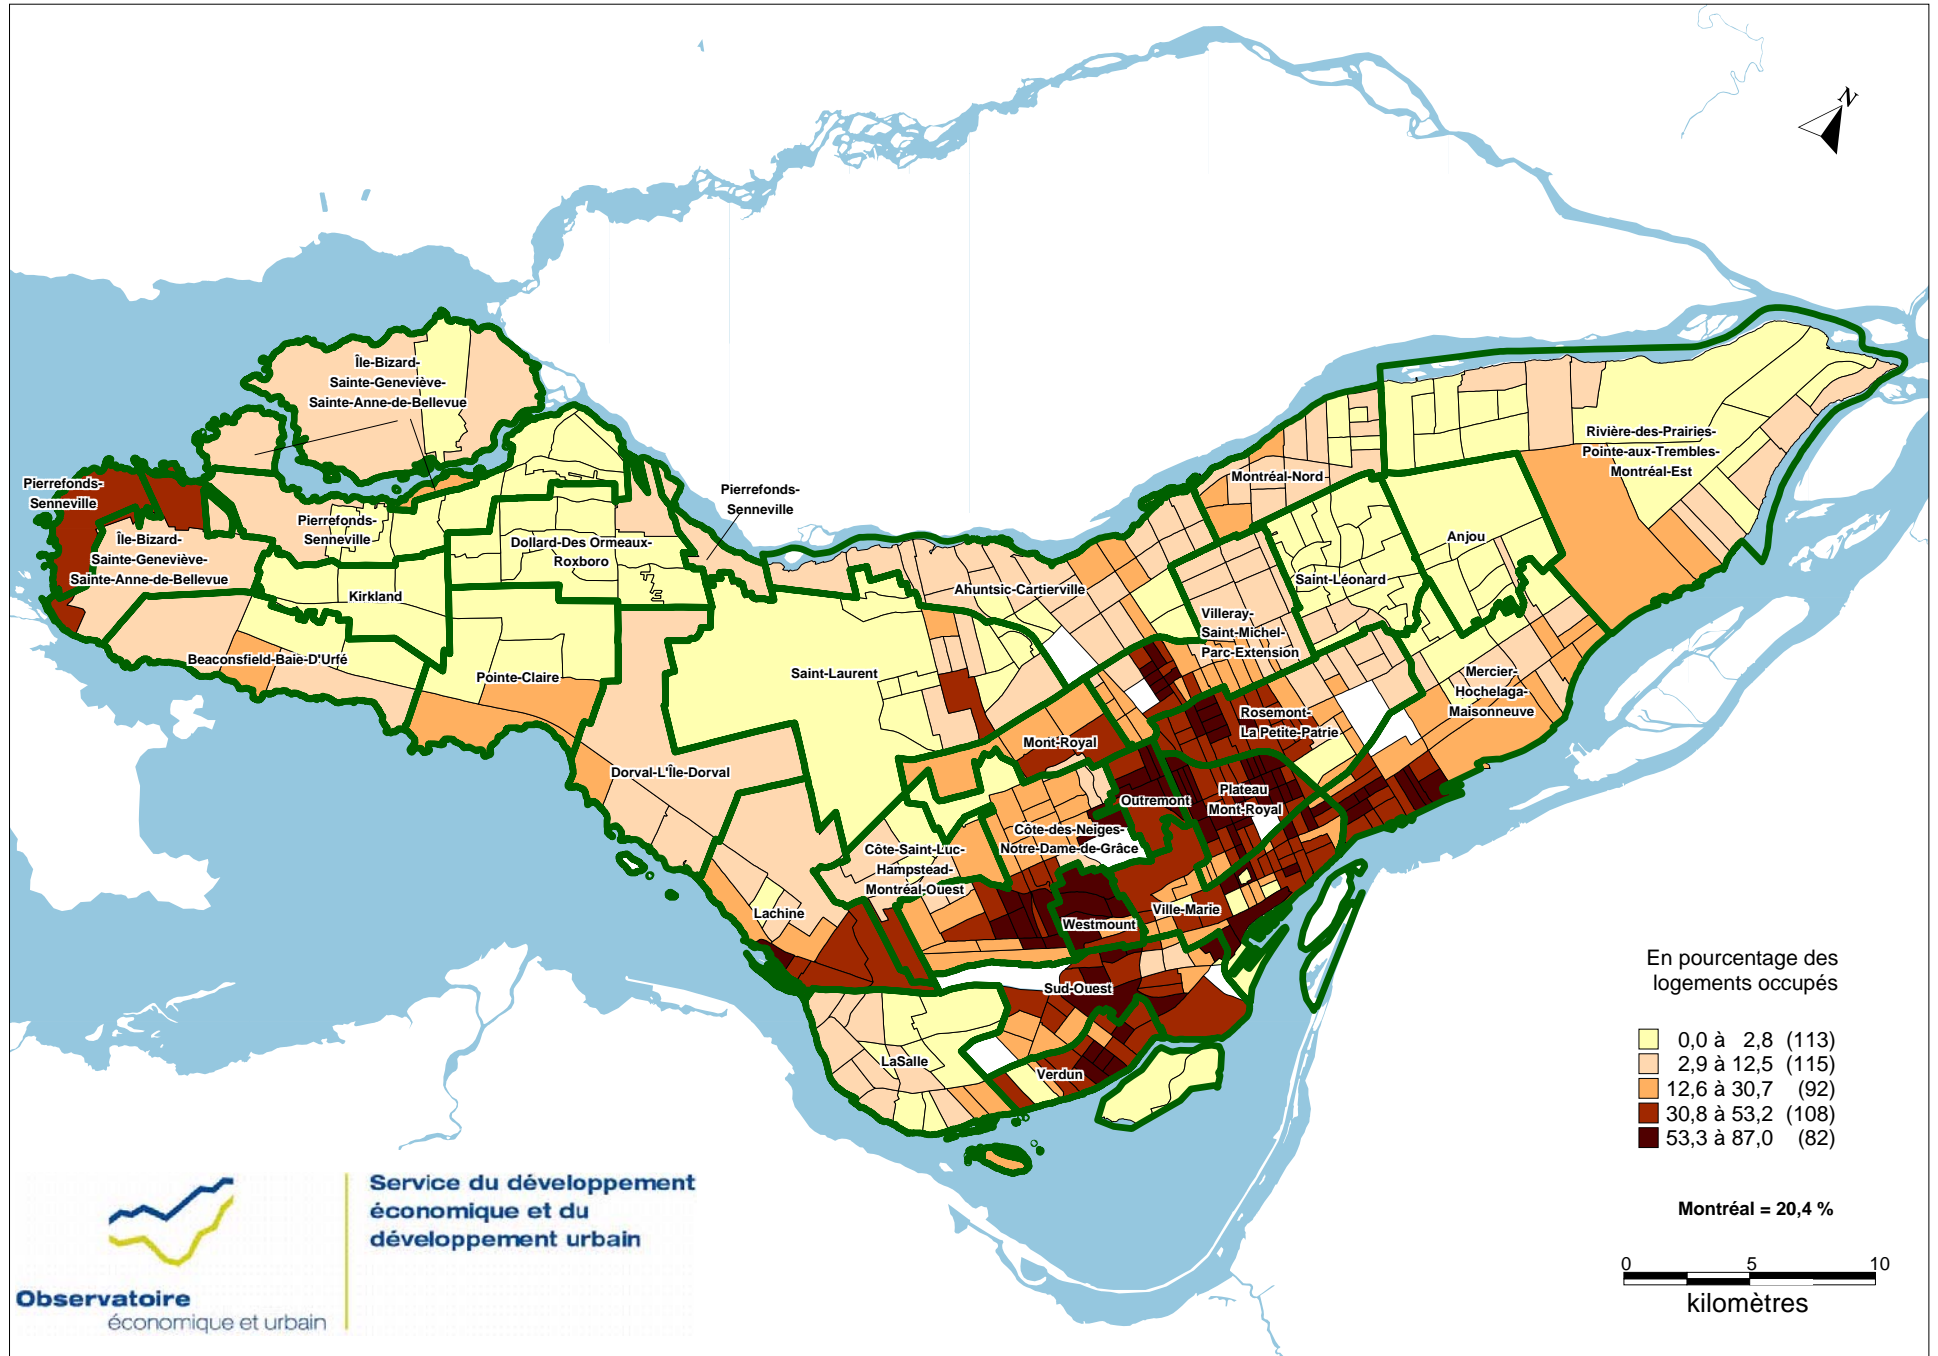 N
Île-Bizard-
Sainte-Geneviève-
Sainte-Anne-de-Bellevue
Pierrefonds-
Senneville
Pierrefonds-
Senneville
Pierrefonds-
Senneville
Île-Bizard-
Sainte-Geneviève-
Sainte-Anne-de-Bellevue
Dollard-Des Ormeaux-
Roxboro
Kirkland
Beaconsfield-Baie-D'Urfé
Pointe-Claire
Dorval-L'Île-Dorval
Saint-Laurent
Ahuntsic-Cartierville
Montréal-Nord
Rivière-des-Prairies-
Pointe-aux-Trembles-
Montréal-Est
Anjou
Saint-Léonard
Villeray-
Saint-Michel-
Parc-Extension
Mercier-
Hochelaga-
Maisonneuve
Rosemont-
La Petite-Patrie
Mont-Royal
Outremont
Plateau
Mont-Royal
Côte-des-Neiges-
Notre-Dame-de-Grâce
Côte-Saint-Luc-
Hampstead-
Montréal-Ouest
Lachine
Westmount
Ville-Marie
Sud-Ouest
LaSalle
Verdun
En pourcentage des
logements occupés
0,0 à 2,8 (113)
2,9 à 12,5 (115)
12,6 à 30,7 (92)
30,8 à 53,2 (108)
53,3 à 87,0 (82)
Montréal = 20,4 %
0 5 10
kilomètres
Service du développement
économique et du
développement urbain
Observatoire
économique et urbain